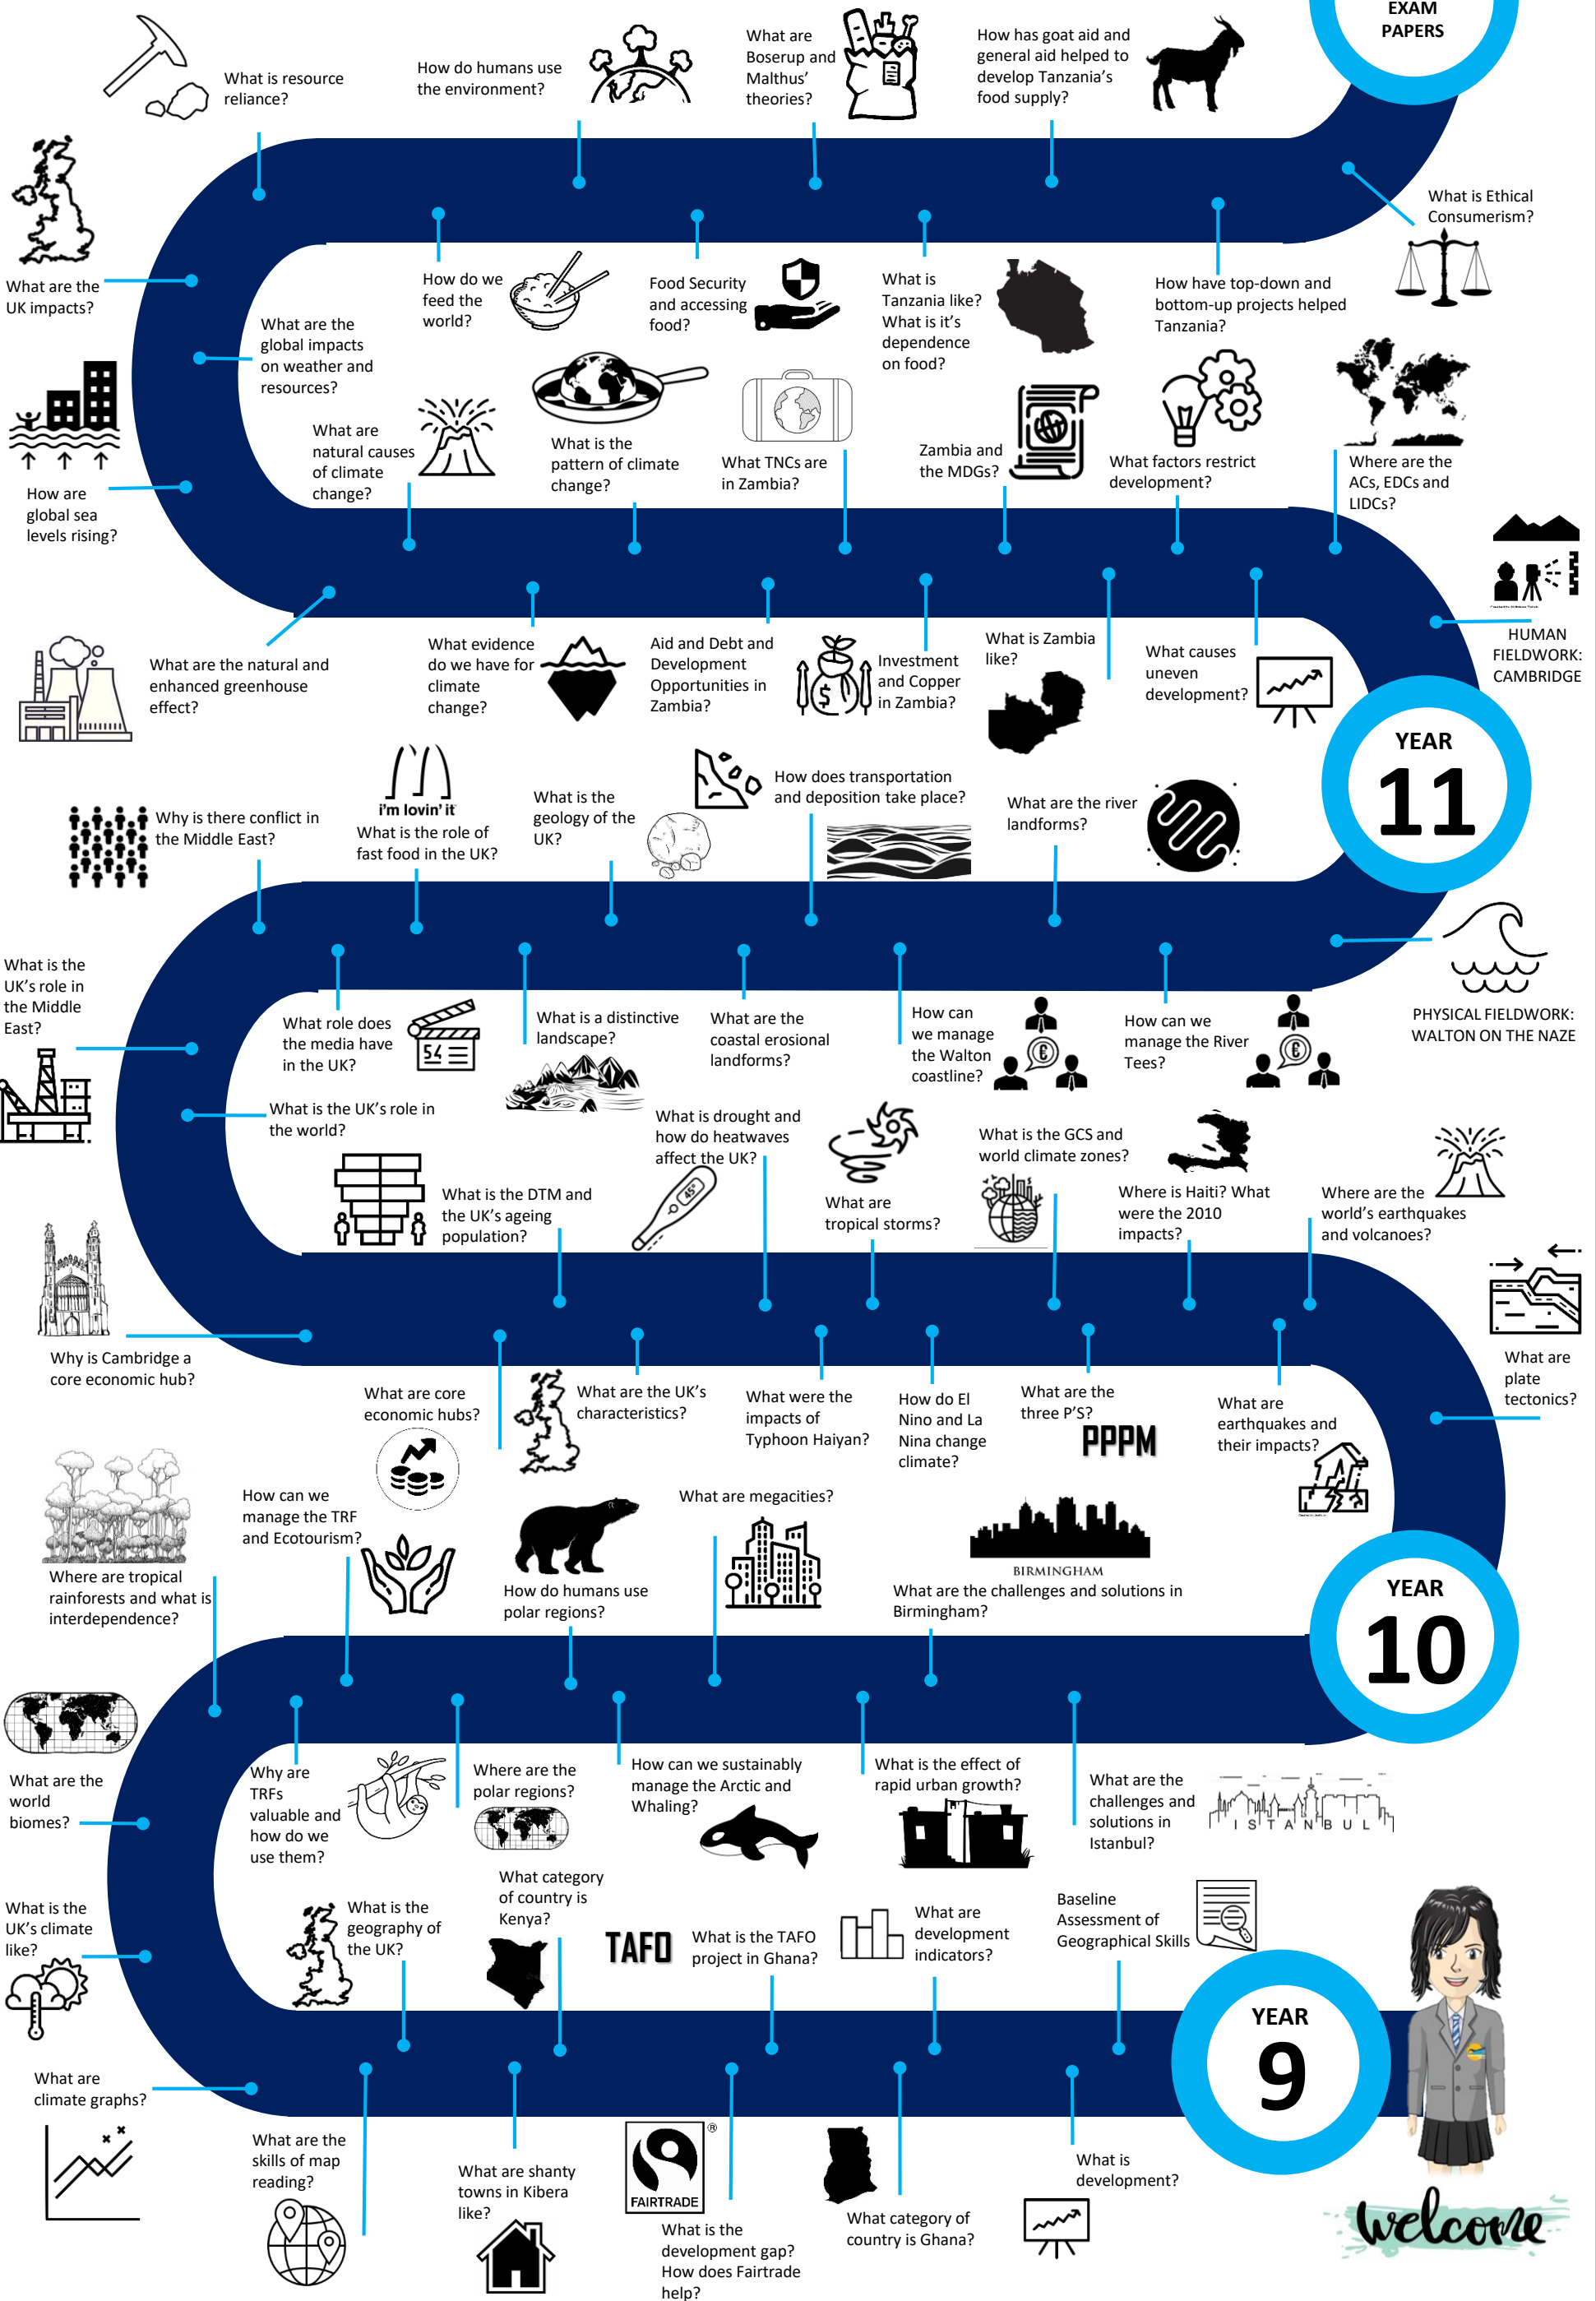 EXAM
PAPERS
What is resource
reliance?
How do humans use
the environment?
What are
Boserup and
Malthus'
theories?
How has goat aid and
general aid helped to
develop Tanzania's
food supply?
What is Ethical
Consumerism?
What are the
UK impacts?
How do we
feed the
world?
Food Security
and accessing
food?
What is
Tanzania like?
What is it's
dependence
on food?
How have top-down and
bottom-up projects helped
Tanzania?
What are the
global impacts
on weather and
resources?
What are
natural causes
of climate
change?
What is the
pattern of climate
change?
What TNCs are
in Zambia?
Zambia and
the MDGs?
What factors restrict
development?
Where are the
ACs, EDCs and
LIDCs?
How are
global sea
levels rising?
HUMAN
FIELDWORK:
CAMBRIDGE
What are the natural and
enhanced greenhouse
effect?
What evidence
do we have for
climate
change?
Aid and Debt and
Development
Opportunities in
Zambia?
$
Investment
and Copper
in Zambia?
What is Zambia
like?
What causes
uneven
development?
YEAR
11
Why is there conflict in
the Middle East?
i'm lovin' it
What is the role of
fast food in the UK?
What is the
geology of the
UK?
How does transportation
and deposition take place?
What are the river
landforms?
What is the
UK's role in
the Middle
East?
What role does
the media have
in the UK?
54
What is a distinctive
landscape?
What are the
coastal erosional
landforms?
How can
we manage
the Walton
coastline?
€
How can we
manage the River
Tees?
€
PHYSICAL FIELDWORK:
WALTON ON THE NAZE
What is the UK's role in
the world?
What is the DTM and
the UK's ageing
population?
What is drought and
how do heatwaves
affect the UK?
45°
What are
tropical storms?
What is the GCS and
world climate zones?
Where is Haiti? What
were the 2010
impacts?
Where are the
world's earthquakes
and volcanoes?
Why is Cambridge a
core economic hub?
What are core
economic hubs?
What are the UK's
characteristics?
What were the
impacts of
Typhoon Haiyan?
How do El
Nino and La
Nina change
climate?
What are the
three P'S?
PPPM
What are
earthquakes and
their impacts?
What are
plate
tectonics?
Where are tropical
rainforests and what is
interdependence?
How can we
manage the TRF
and Ecotourism?
How do humans use
polar regions?
What are megacities?
BIRMINGHAM
What are the challenges and solutions in
Birmingham?
YEAR
10
What are the
world
biomes?
Why are
TRFs
valuable and
how do we
use them?
Where are the
polar regions?
How can we sustainably
manage the Arctic and
Whaling?
What is the effect of
rapid urban growth?
What are the
challenges and
solutions in
Istanbul?
ISTANBUL
What is the
UK's climate
like?
What is the
geography of
the UK?
What category
of country is
Kenya?
TAFO
What is the TAFO
project in Ghana?
What are
development
indicators?
Baseline
Assessment of
Geographical Skills
YEAR
9
What are
climate graphs?
What are the
skills of map
reading?
What are shanty
towns in Kibera
like?
FAIRTRADE
®
What is the
development gap?
How does Fairtrade
help?
What category of
country is Ghana?
What is
development?
welcome